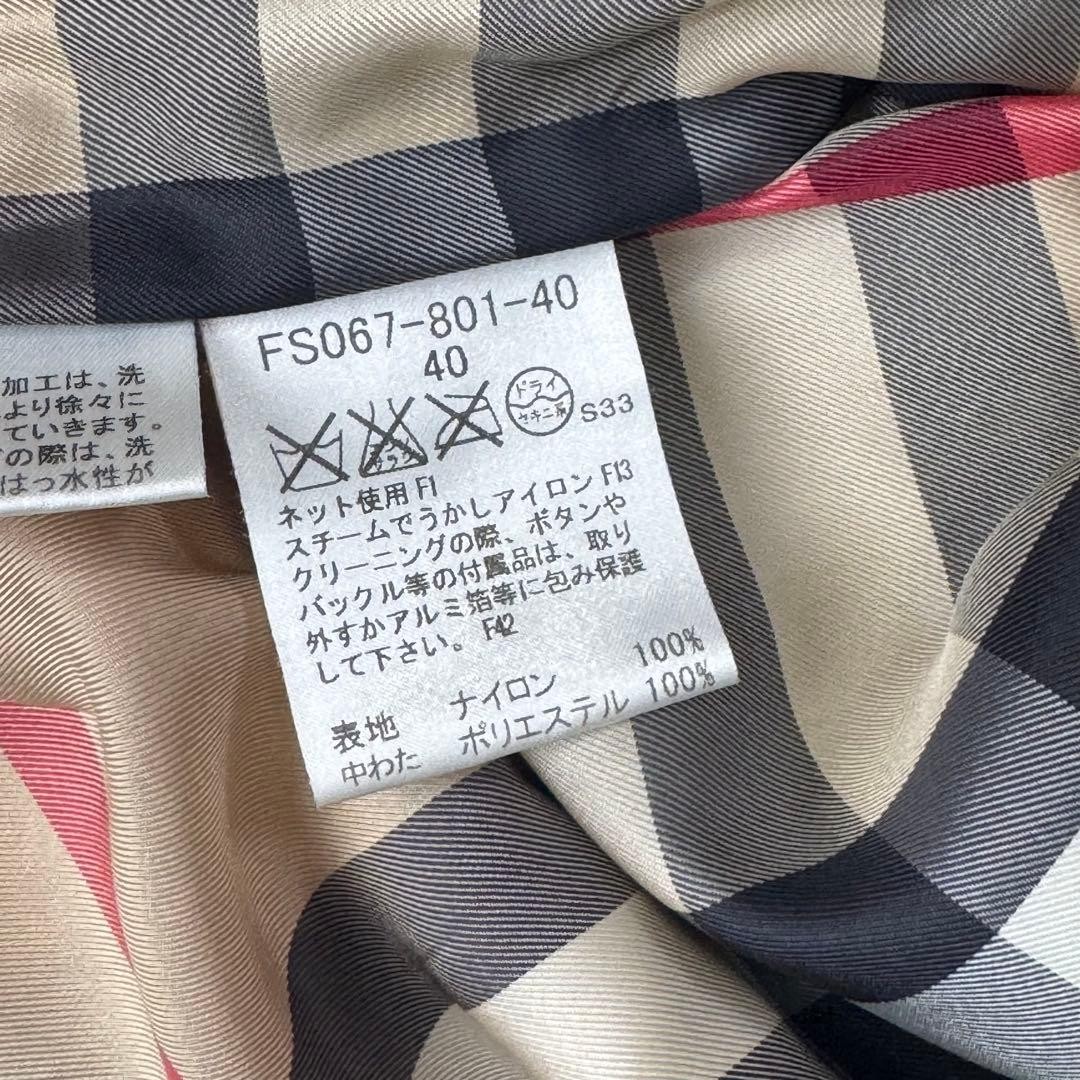 加工は、洗
より徐々に
ていきます。
の際は、洗
はっ水性が
FS067-801-40
40
ドライ
セキユ系
S33
ネット使用 F1
スチームでうかしアイロン F13
クリーニングの際、ボタンや
バックル等の付属品は、取り
外すかアルミ箔等に包み保護
して下さい。 F42
表地 ナイロン 100%
中わた ポリエステル 100%